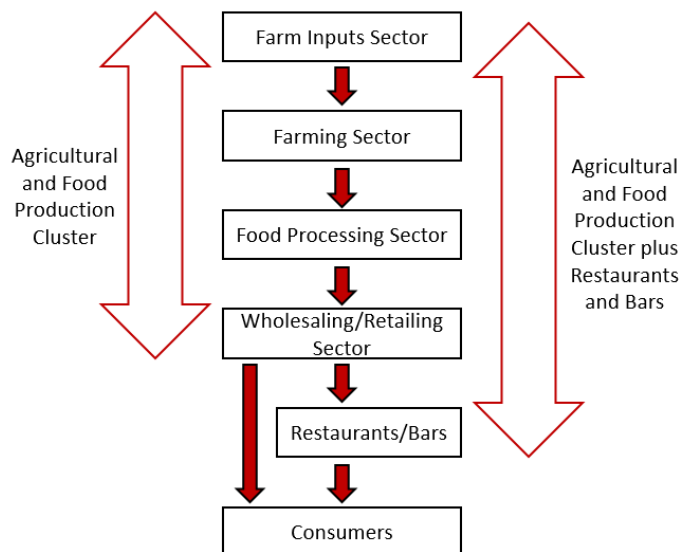 Farm Inputs Sector
Farming Sector
Agricultural
and Food
Production
Cluster
Agricultural
and Food
Production
Cluster plus
Restaurants
and Bars
Food Processing Sector
Wholesaling/Retailing
Sector
Restaurants/Bars
Consumers